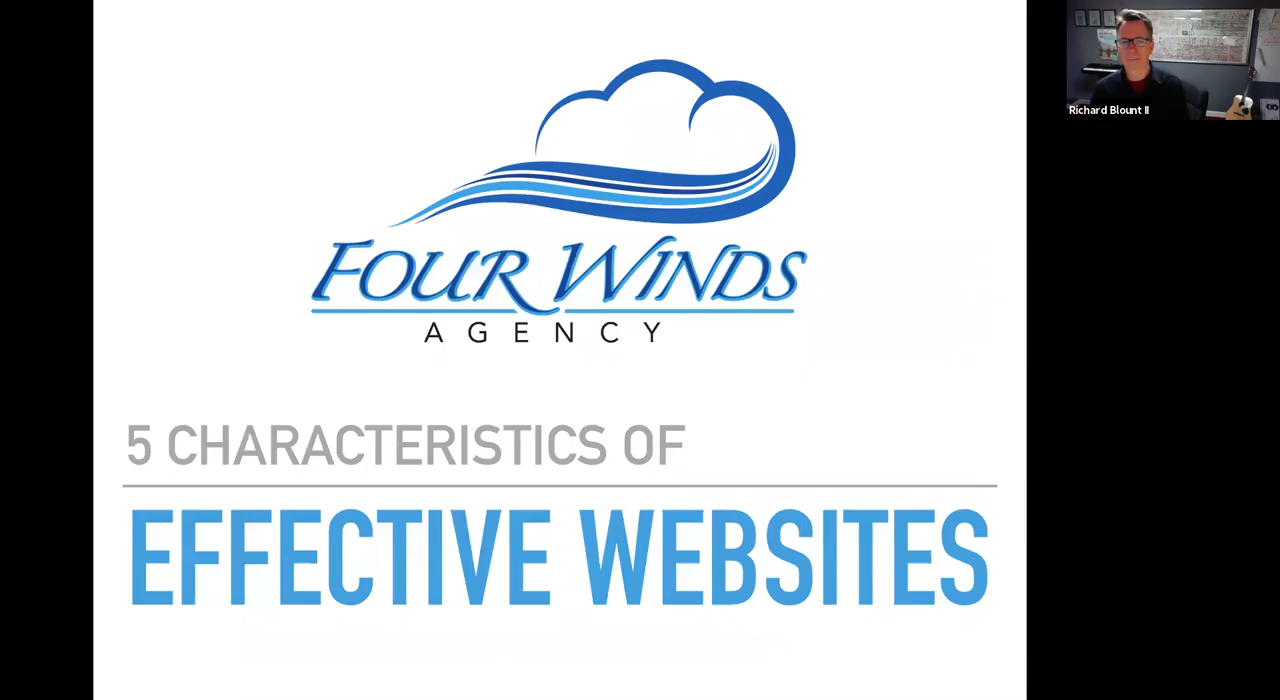 FOUR WINDS
AGENCY
5 CHARACTERISTICS OF
EFFECTIVE WEBSITES
Richard Blount II